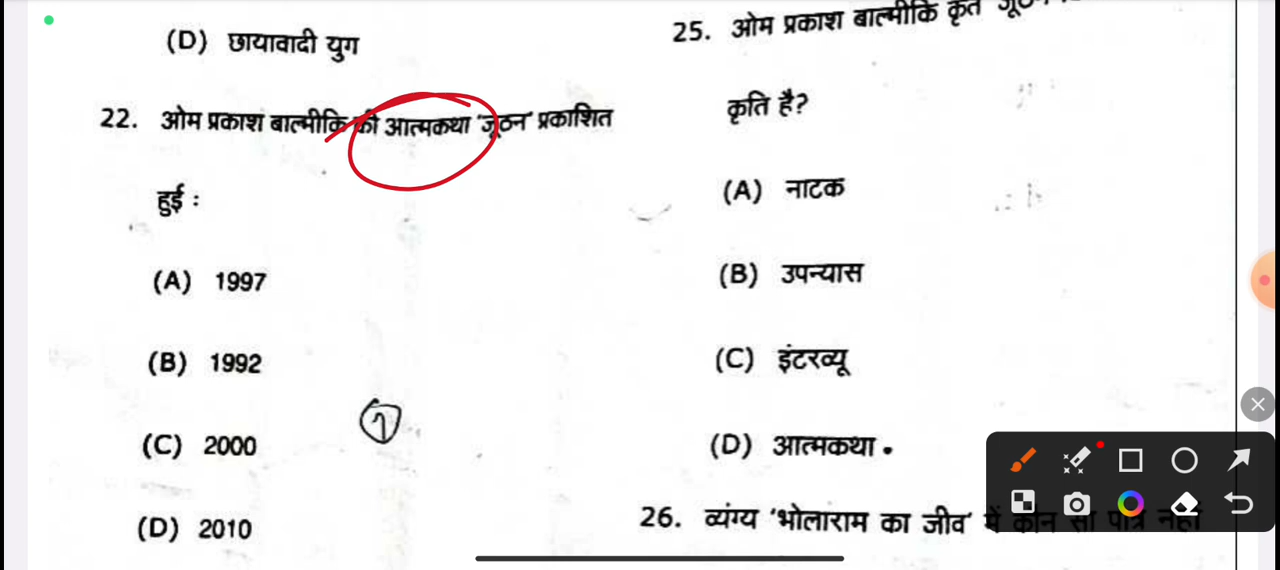 (D) छायावादी युग
22. ओम प्रकाश बाल्मीकि की आत्मकथा 'जूठन' प्रकाशित
हुई :
(A) 1997
(B) 1992
(C) 2000
(D) 2010
25. ओम प्रकाश बाल्मीकि कृत
कृति है?
(A) नाटक
(B) उपन्यास
(C) इंटरव्यू
(D) आत्मकथा
26. व्यंग्य 'भोलाराम का जीव' में कौन सा पात्र नहीं